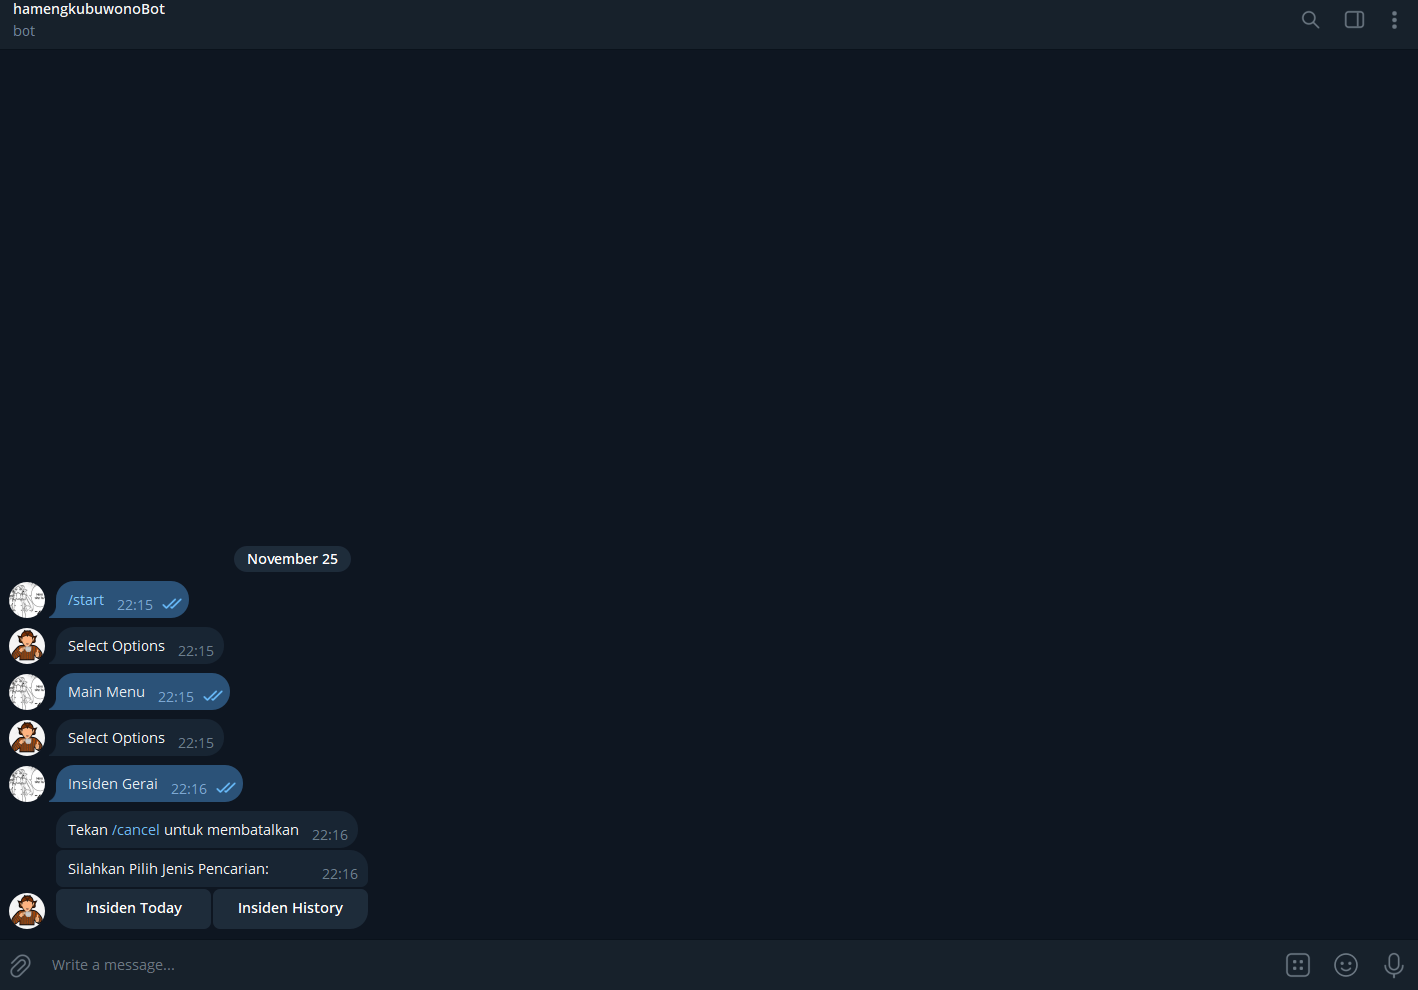 hamengkubuwonoBot
bot
November 25
/start 22:15
Select Options 22:15
Main Menu 22:15
Select Options 22:15
Insiden Gerai 22:16
Tekan /cancel untuk membatalkan 22:16
Silahkan Pilih Jenis Pencarian: 22:16
Insiden Today Insiden History
Write a message...